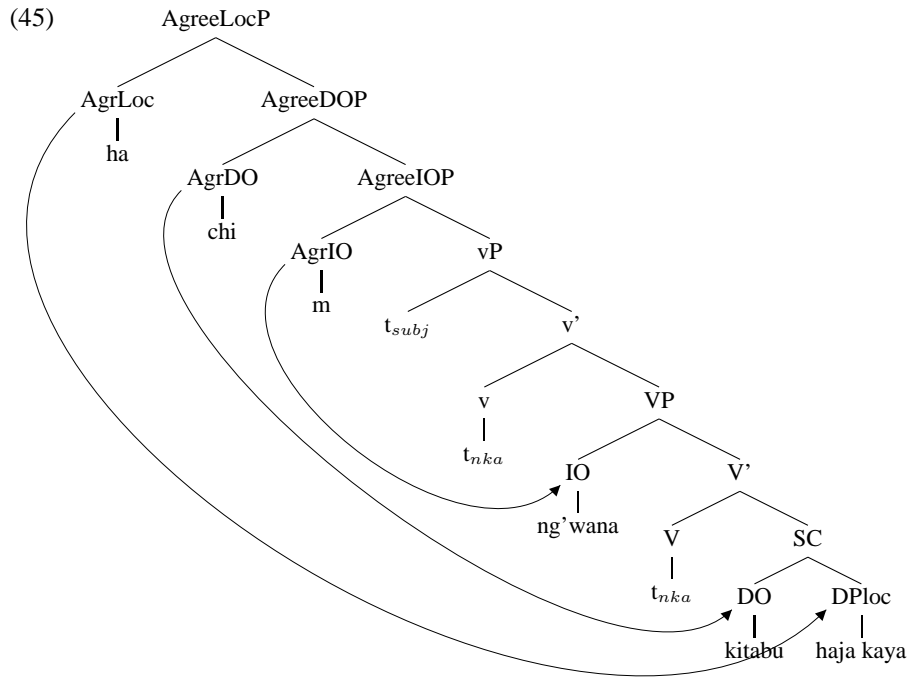 (45) AgreeLocP
AgrLoc AgreeDOP
ha
AgrDO AgreeIOP
chi
AgrIO vP
m
t_subj v'
v VP
t_nka
IO V'
ng'wana
V SC
t_nka
DO DPloc
kitabu haja kaya